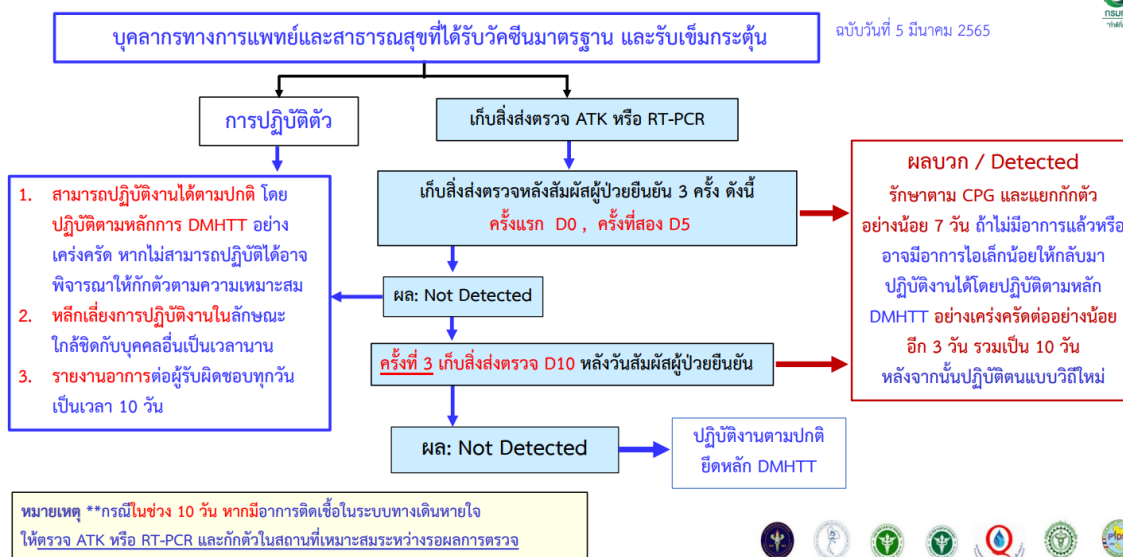 บุคลากรทางการแพทย์และสาธารณสุขที่ได้รับวัคซีนมาตรฐาน และรับเข็มกระตุ้น
ฉบับวันที่ 5 มีนาคม 2565
การปฏิบัติตัว
เก็บสิ่งส่งตรวจ ATK หรือ RT-PCR
1. สามารถปฏิบัติงานได้ตามปกติ โดย
ปฏิบัติตามหลักการ DMHTT อย่าง
เคร่งครัด หากไม่สามารถปฏิบัติได้อาจ
พิจารณาให้กักตัวตามความเหมาะสม
2. หลีกเลี่ยงการปฏิบัติงานในลักษณะ
ใกล้ชิดกับบุคคลอื่นเป็นเวลานาน
3. รายงานอาการต่อผู้รับผิดชอบทุกวัน
เป็นเวลา 10 วัน
เก็บสิ่งส่งตรวจหลังสัมผัสผู้ป่วยยืนยัน 3 ครั้ง ดังนี้
ครั้งแรก D0 , ครั้งที่สอง D5
ผล: Not Detected
ครั้งที่ 3 เก็บสิ่งส่งตรวจ D10 หลังวันสัมผัสผู้ป่วยยืนยัน
ผล: Not Detected
ปฏิบัติงานตามปกติ
ยึดหลัก DMHTT
ผลบวก / Detected
รักษาตาม CPG และแยกกักตัว
อย่างน้อย 7 วัน ถ้าไม่มีอาการแล้วหรือ
อาจมีอาการไอเล็กน้อยให้กลับมา
ปฏิบัติงานได้โดยปฏิบัติตามหลัก
DMHTT อย่างเคร่งครัดต่ออย่างน้อย
อีก 3 วัน รวมเป็น 10 วัน
หลังจากนั้นปฏิบัติตนแบบวิถีใหม่
หมายเหตุ **กรณีในช่วง 10 วัน หากมีอาการติดเชื้อในระบบทางเดินหายใจ
ให้ตรวจ ATK หรือ RT-PCR และกักตัวในสถานที่เหมาะสมระหว่างรอผลการตรวจ